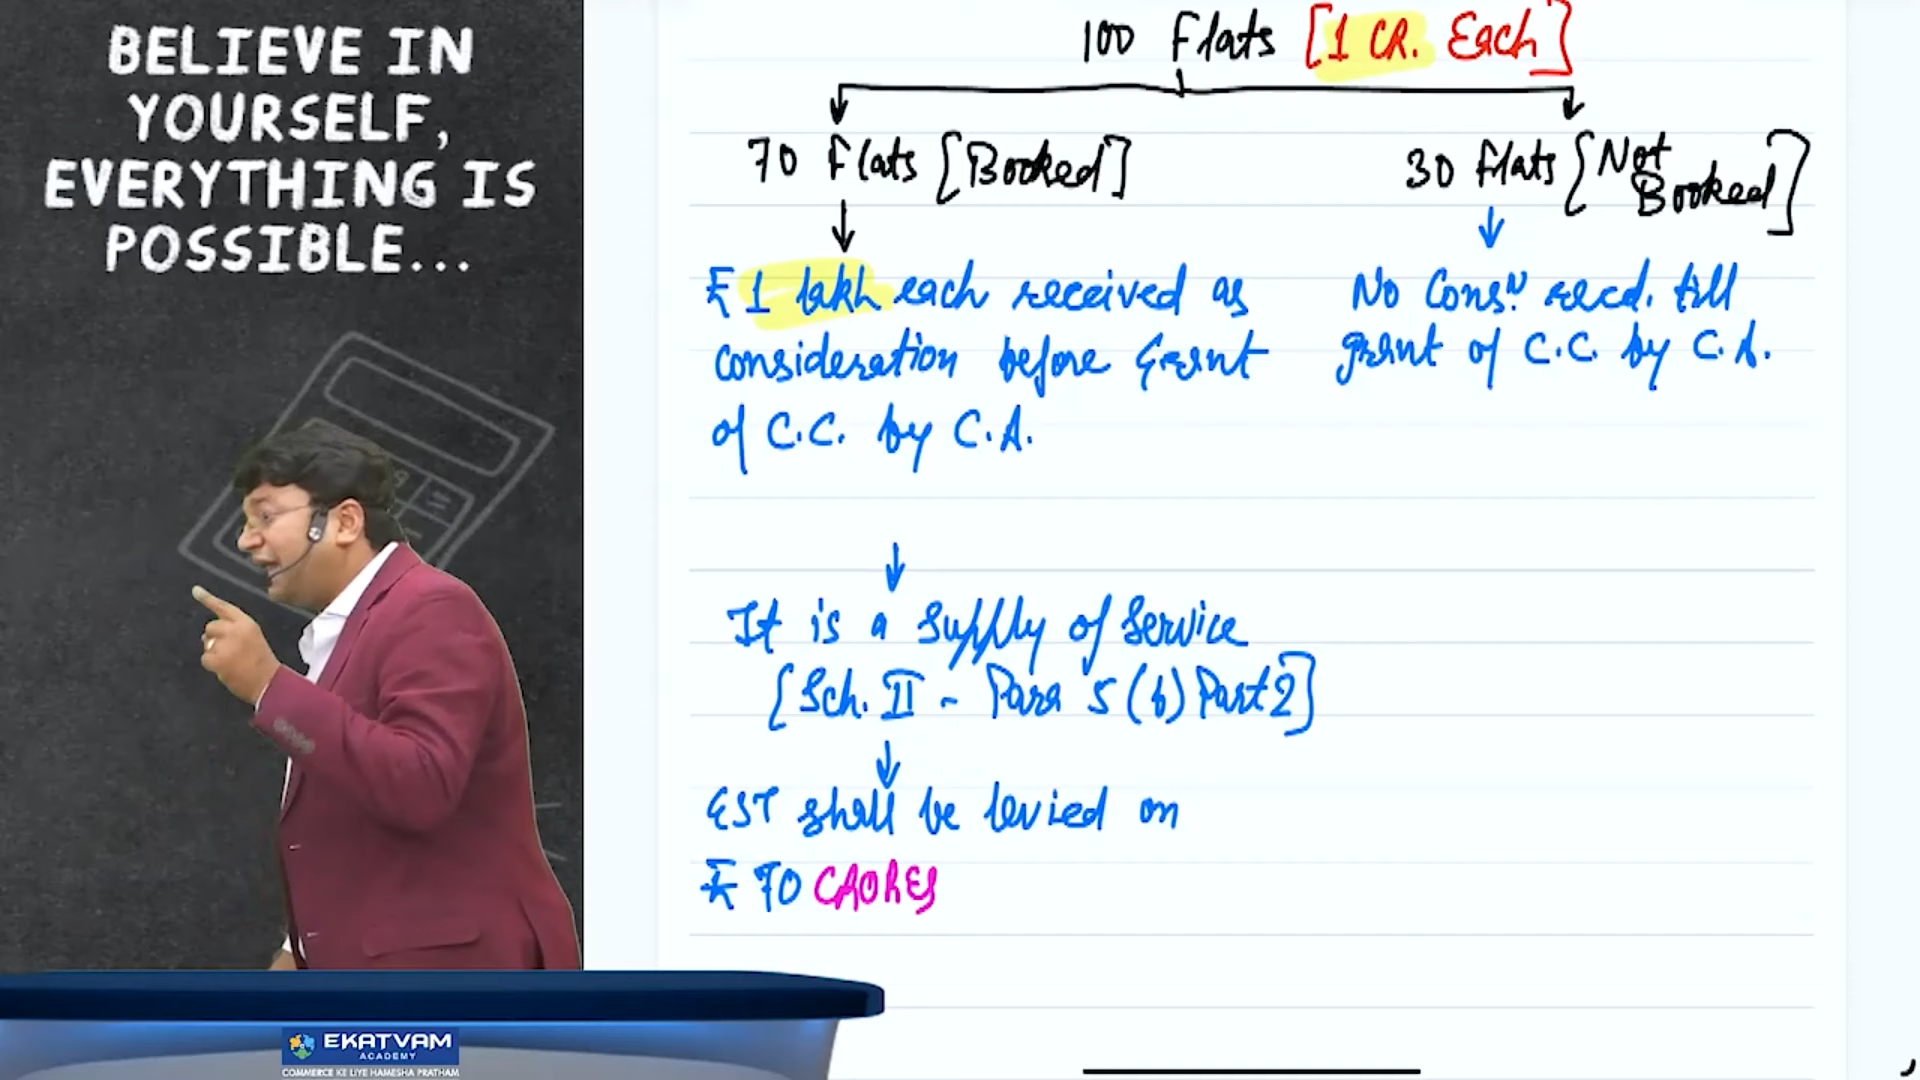 BELIEVE IN
YOURSELF,
EVERYTHING IS
POSSIBLE...
100 Flats [1 CR. Each]
70 Flats [Booked]
30 Flats [Not Booked]
₹ 1 lakh each received as
consideration before grant
of C.C. by C.A.
No Consn. recd. till
grant of C.C. by C.A.
It is a supply of service
[Sch. II - Para 5 (b) Part 2]
GST shall be levied on
₹ 70 CRORES
EKATVAM
ACADEMY
COMMERCE KE LIYE HAMESHA PRATHAM